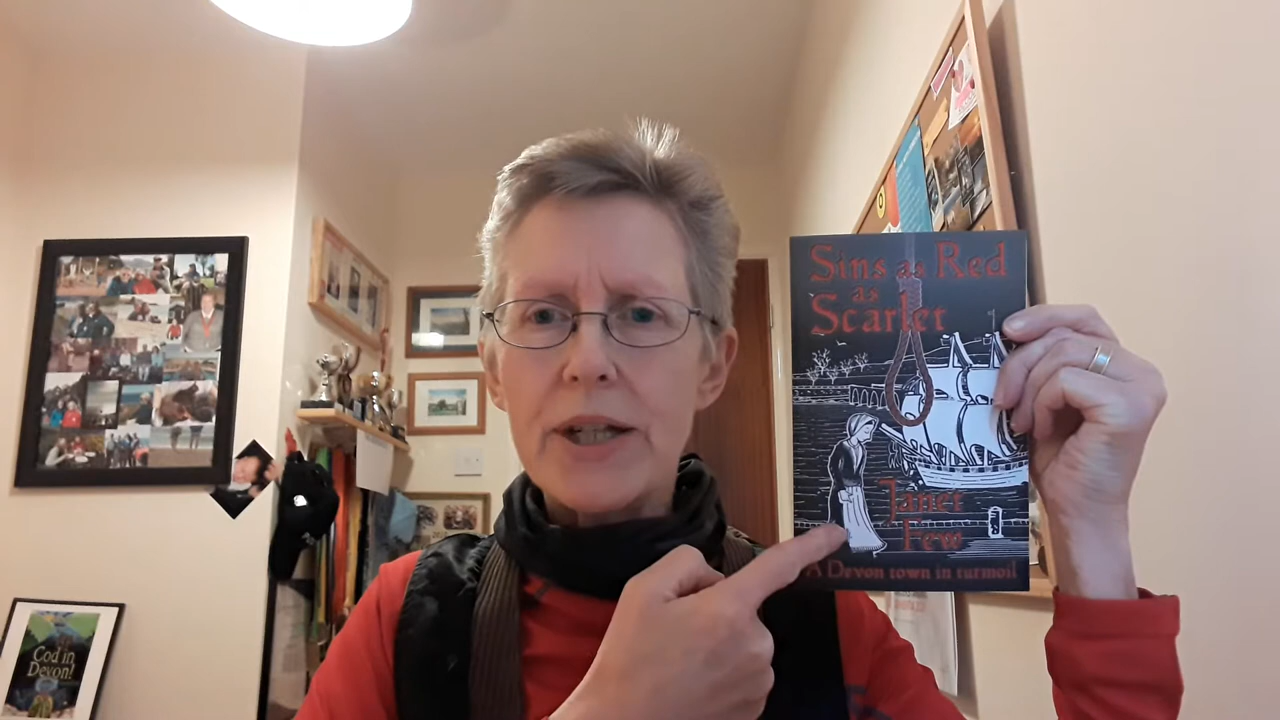 Sins as Red
as
Scarlet
Janet
Few
A Devon town in turmoil
Cod in
Devon!